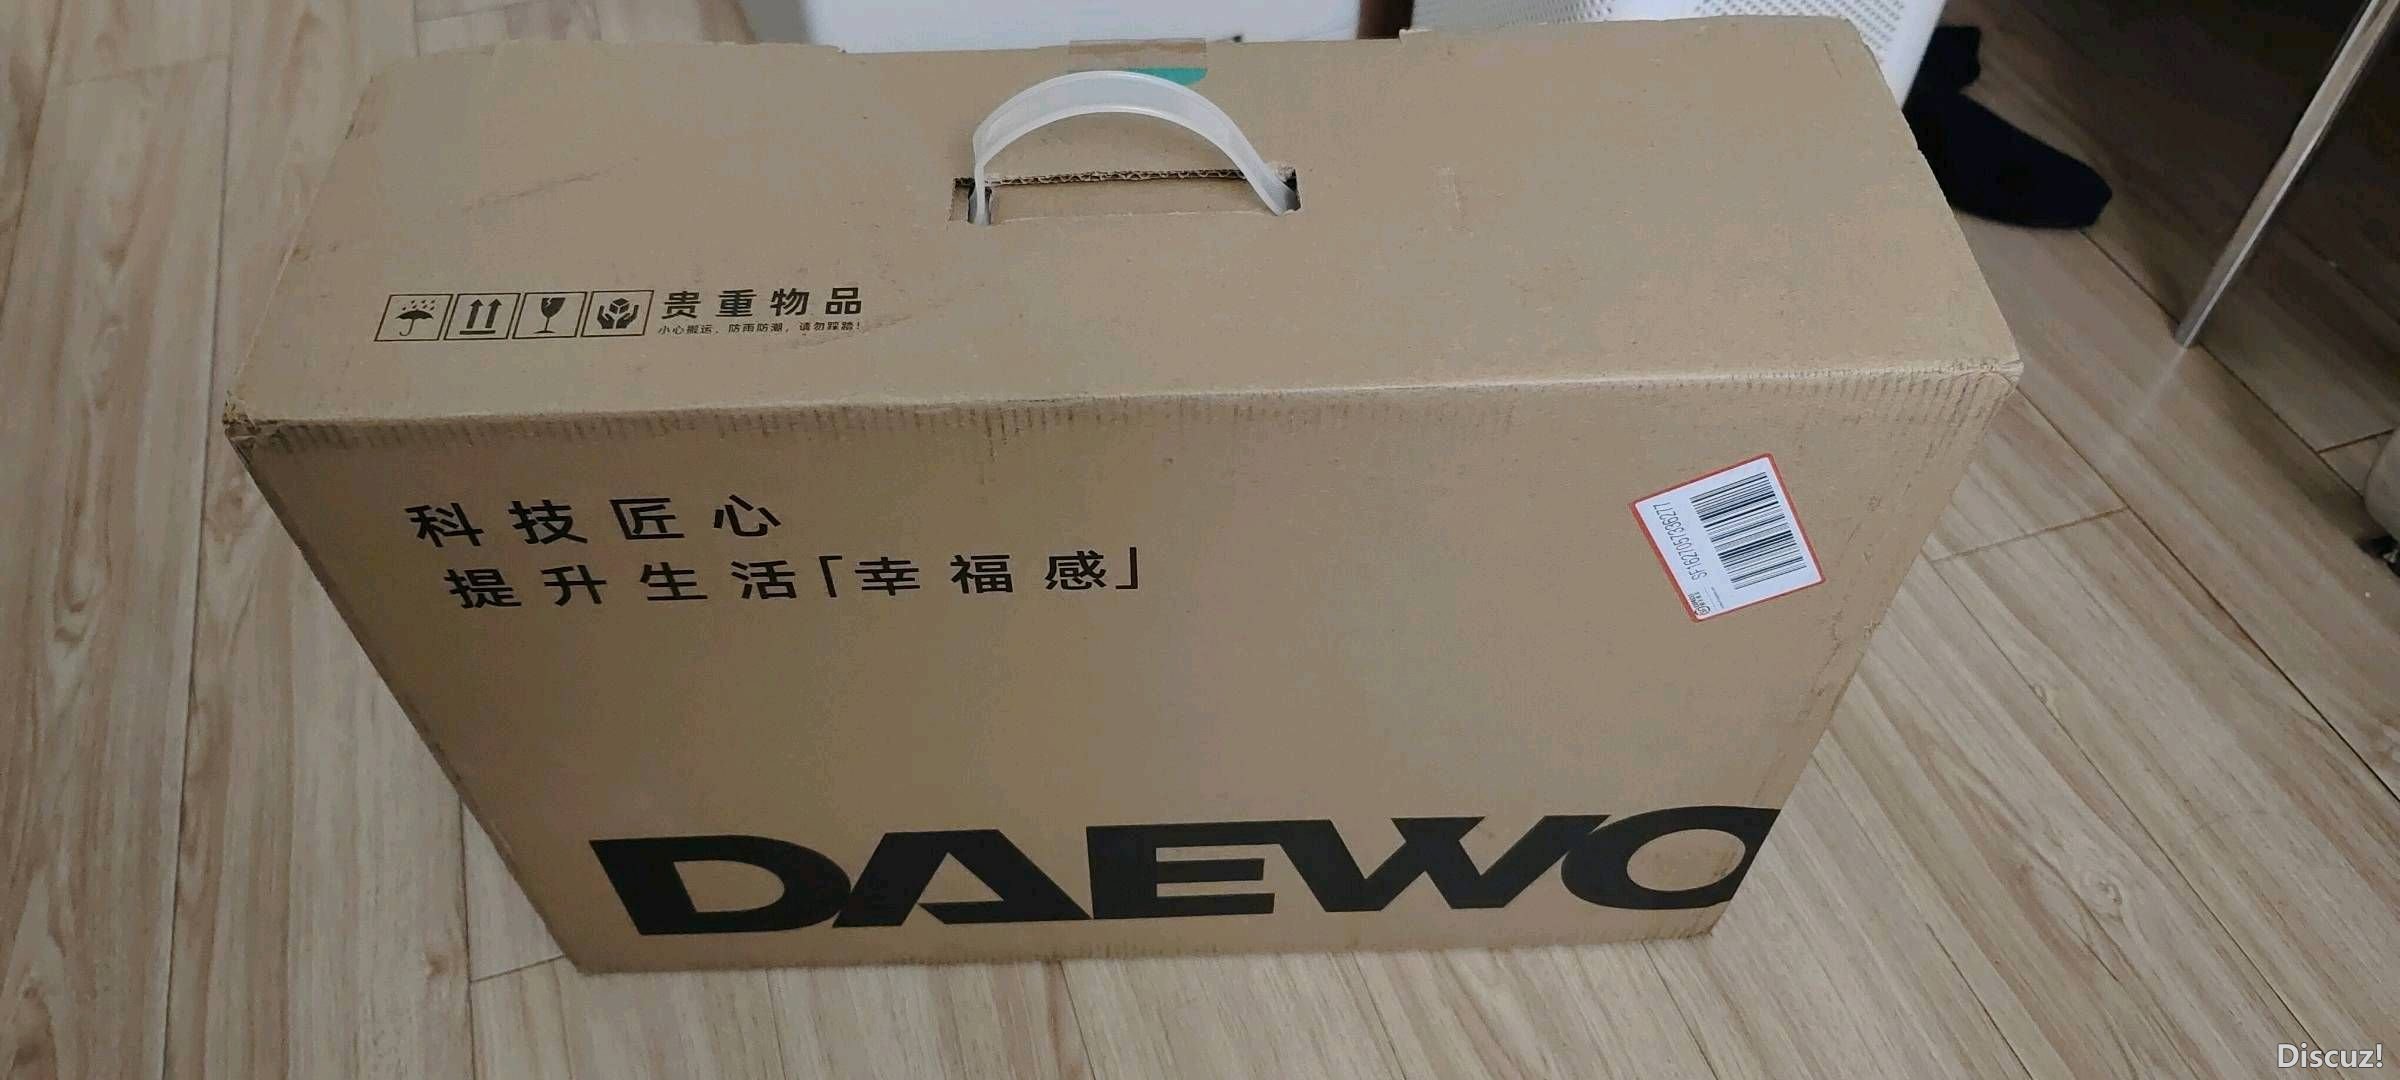 贵重物品
小心搬运，防雨防潮，请勿踩踏！
科技匠心
提升生活「幸福感」
SF1627057836277
DAEWO
Discuz!